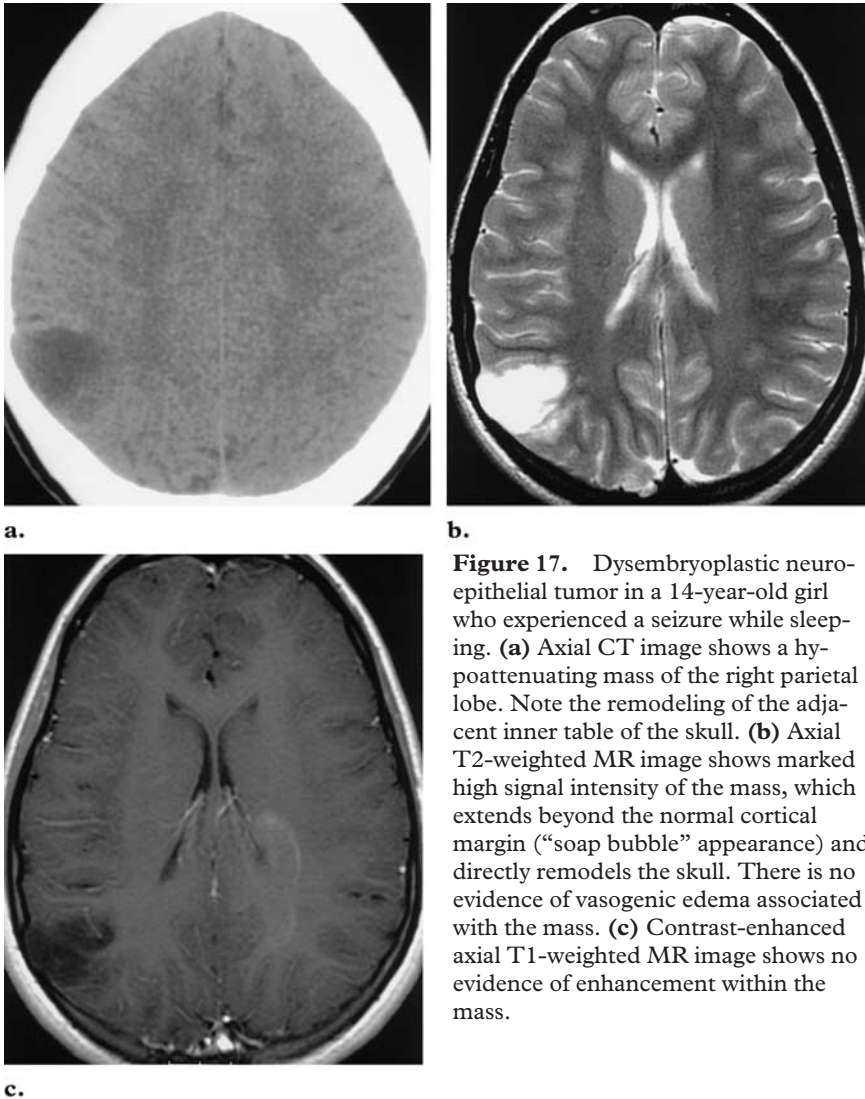 a.
b.
Figure 17. Dysembryoplastic neuro-
epithelial tumor in a 14-year-old girl
who experienced a seizure while sleep-
ing. (a) Axial CT image shows a hy-
poattenuating mass of the right parietal
lobe. Note the remodeling of the adja-
cent inner table of the skull. (b) Axial
T2-weighted MR image shows marked
high signal intensity of the mass, which
extends beyond the normal cortical
margin (“soap bubble” appearance) and
directly remodels the skull. There is no
evidence of vasogenic edema associated
with the mass. (c) Contrast-enhanced
axial T1-weighted MR image shows no
evidence of enhancement within the
mass.
c.